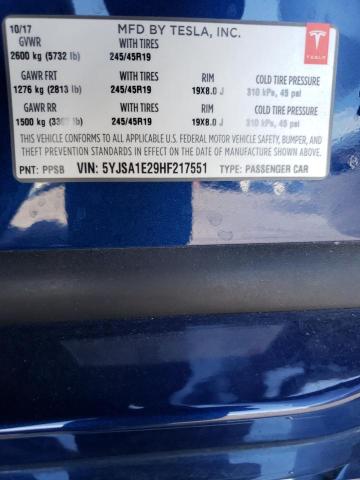 10/17 MFD BY TESLA, INC.
GVWR WITH TIRES
2600 kg (5732 lb) 245/45R19
TESLA
GAWR FRT WITH TIRES RIM COLD TIRE PRESSURE
1276 kg (2813 lb) 245/45R19 19X8.0 J 310 kPa, 45 psi
GAWR RR WITH TIRES RIM COLD TIRE PRESSURE
1500 kg lb) 245/45R19 19X8.0 J 310 kPa, 45 psi
THIS VEHICLE CONFORMS TO ALL APPLICABLE U.S. FEDERAL MOTOR VEHICLE SAFETY, BUMPER, AND
THEFT PREVENTION STANDARDS IN EFFECT ON THE DATE OF MANUFACTURE SHOWN ABOVE.
PNT: PPSB VIN: 5YJSA1E29HF217551 TYPE: PASSENGER CAR